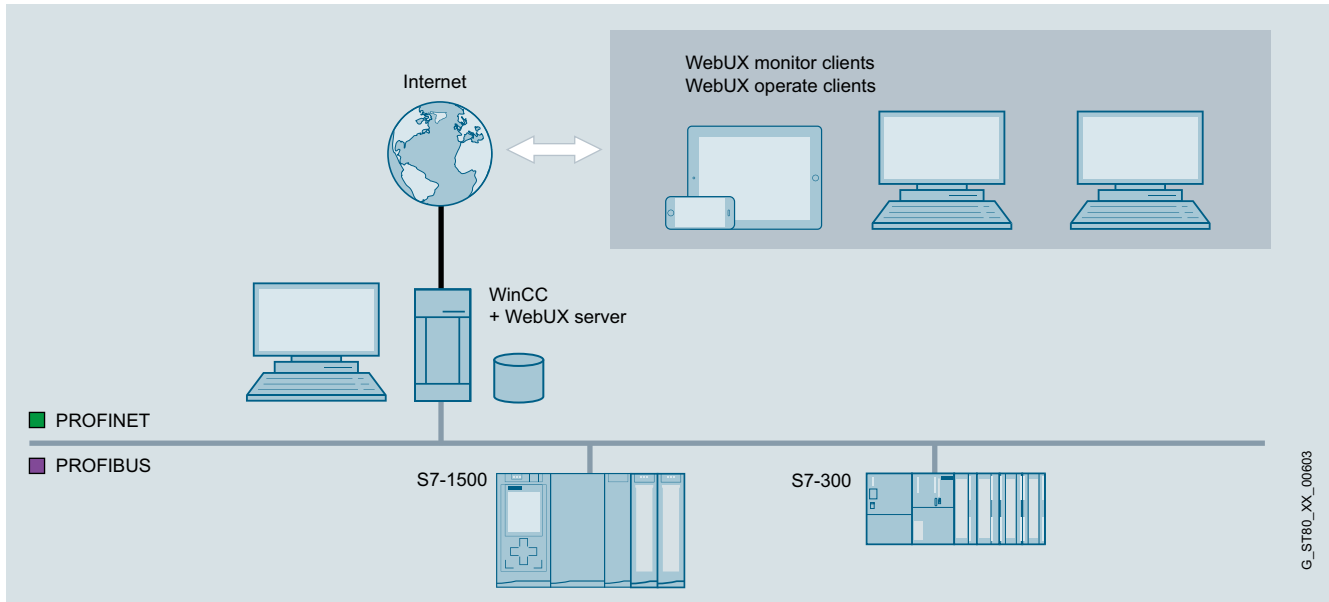 WebUX monitor clients
WebUX operate clients
Internet
WinCC
+ WebUX server
PROFINET
PROFIBUS
S7-1500
S7-300
G_ST80_XX_00603